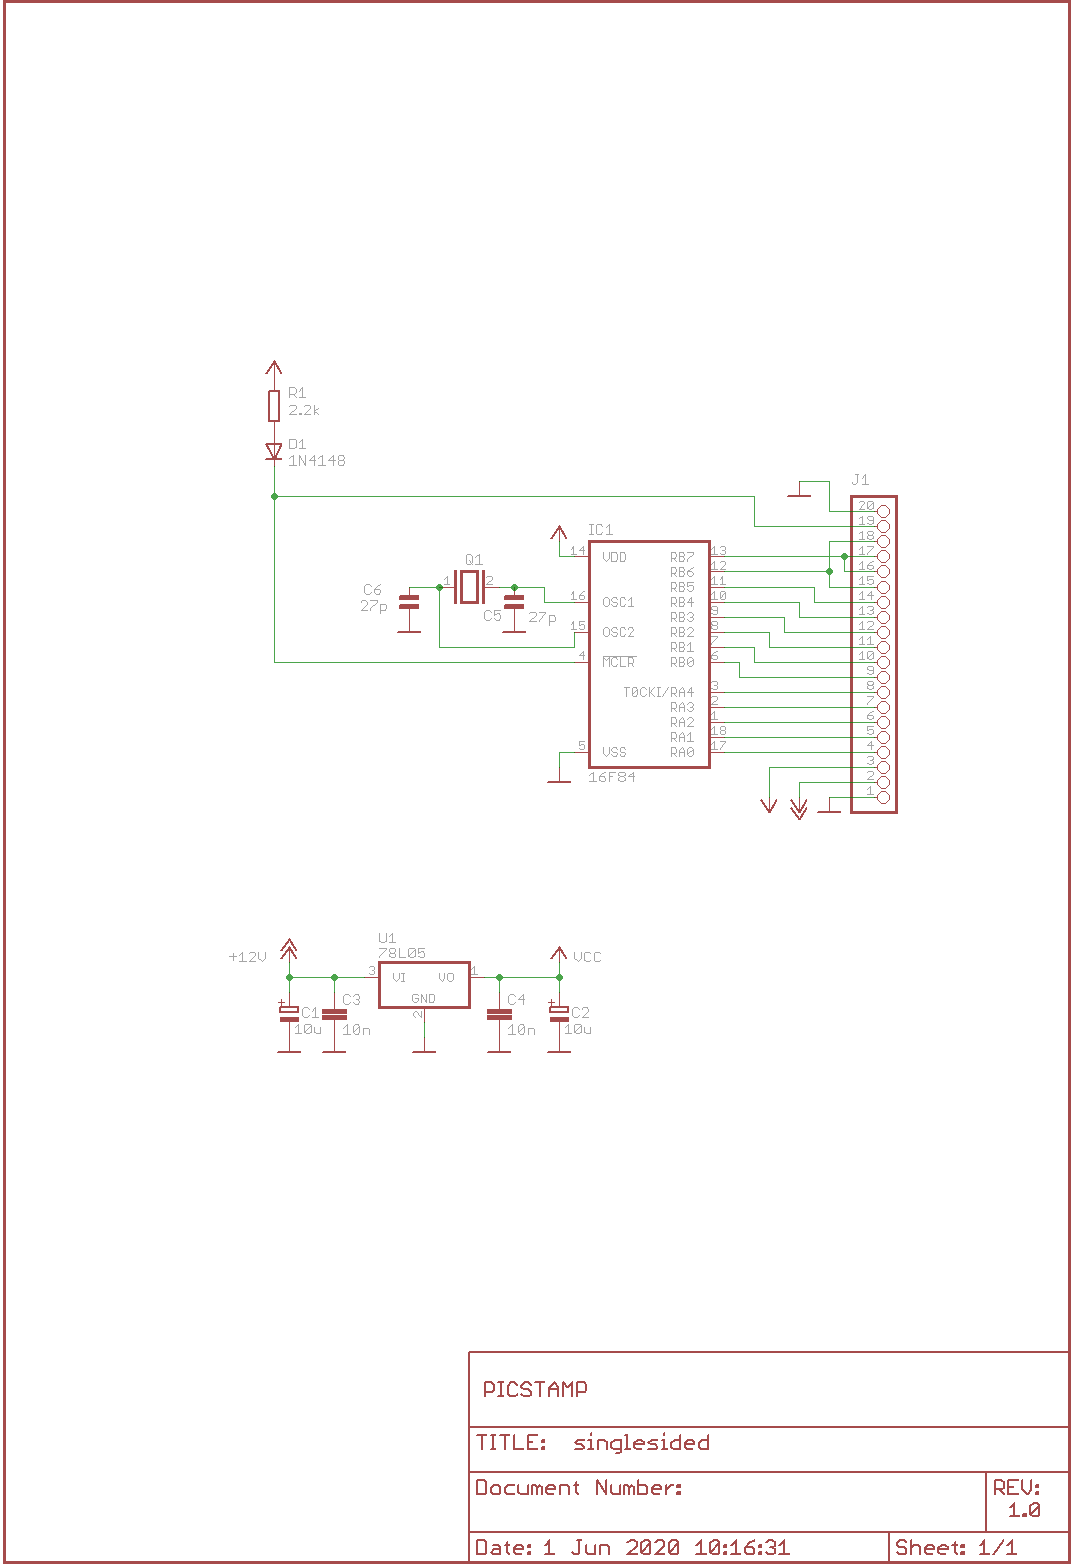 R1
2.2k
D1
1N4148
J1
20
19
18
17
16
15
14
13
12
11
10
9
8
7
6
5
4
3
2
1
IC1
14 VDD RB7 13
RB6 12
RB5 11
16 OSC1 RB4 10
RB3 9
15 OSC2 RB2 8
RB1 7
4 MCLR RB0 6
T0CKI/RA4 3
RA3 2
RA2 1
RA1 18
5 VSS RA0 17
16F84
Q1
1 2
C6
27p
C5 27p
U1
78L05
+12V
VCC
3 VI VO 1
GND
2
+
C1
10u
C3
10n
C4
10n
+
C2
10u
PICSTAMP
TITLE: singlesided
Document Number:
REV:
1.0
Date: 1 Jun 2020 10:16:31
Sheet: 1/1